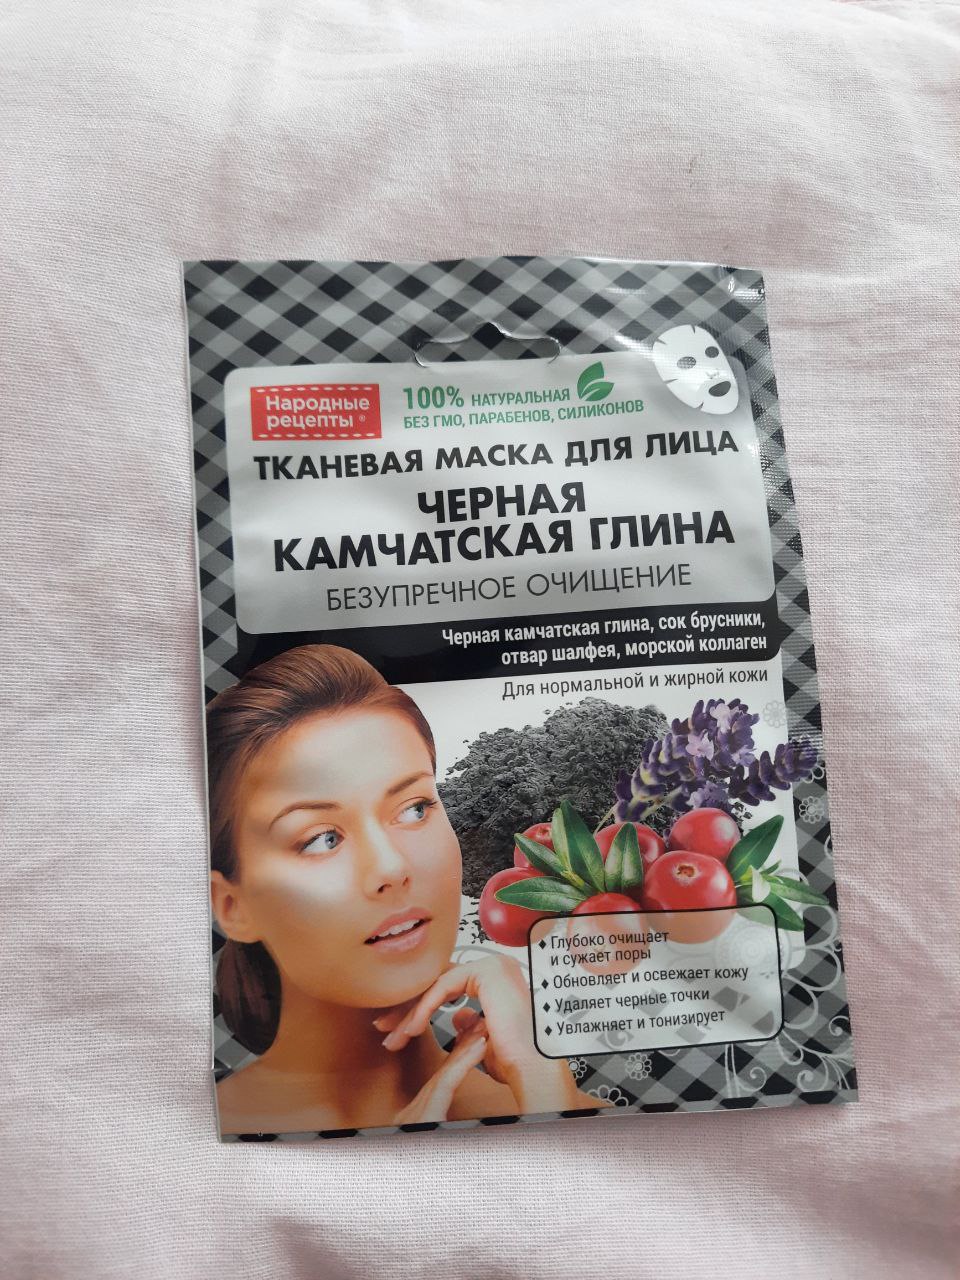 Народные
рецепты ®
100% НАТУРАЛЬНАЯ
БЕЗ ГМО, ПАРАБЕНОВ, СИЛИКОНОВ
ТКАНЕВАЯ МАСКА ДЛЯ ЛИЦА
ЧЕРНАЯ
КАМЧАТСКАЯ ГЛИНА
БЕЗУПРЕЧНОЕ ОЧИЩЕНИЕ
Черная камчатская глина, сок брусники,
отвар шалфея, морской коллаген
Для нормальной и жирной кожи
♦ Глубоко очищает
и сужает поры
♦ Обновляет и освежает кожу
♦ Удаляет черные точки
♦ Увлажняет и тонизирует